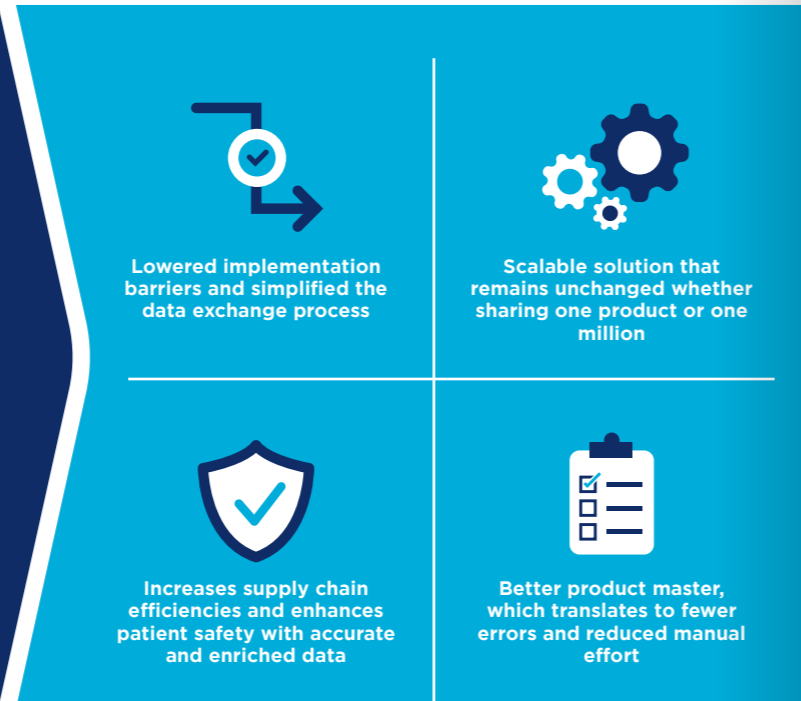 Lowered implementation
barriers and simplified the
data exchange process
Scalable solution that
remains unchanged whether
sharing one product or one
million
Increases supply chain
efficiencies and enhances
patient safety with accurate
and enriched data
Better product master,
which translates to fewer
errors and reduced manual
effort